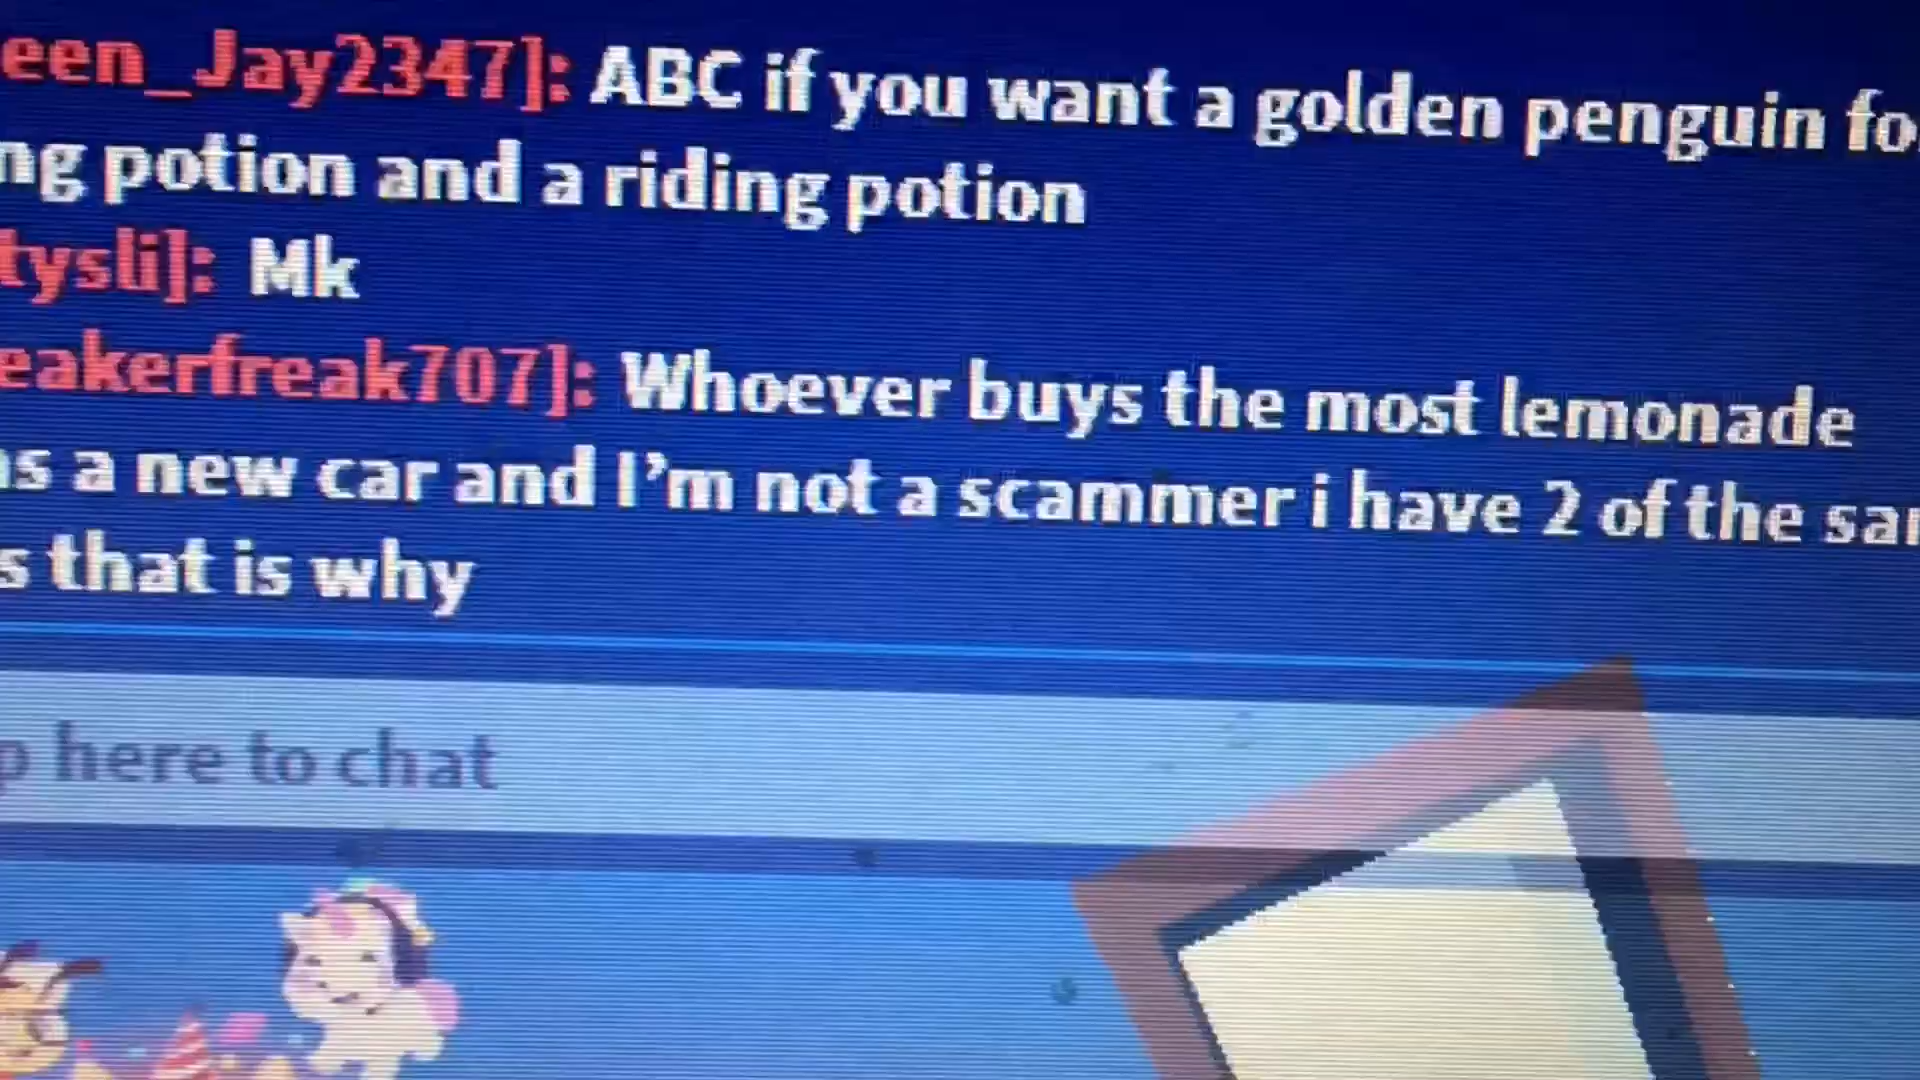 een_Jay2347]: ABC if you want a golden penguin fo
ng potion and a riding potion
tysli]: Mk
eakerfreak707]: Whoever buys the most lemonade
s a new car and I'm not a scammer i have 2 of the sa
s that is why
p here to chat